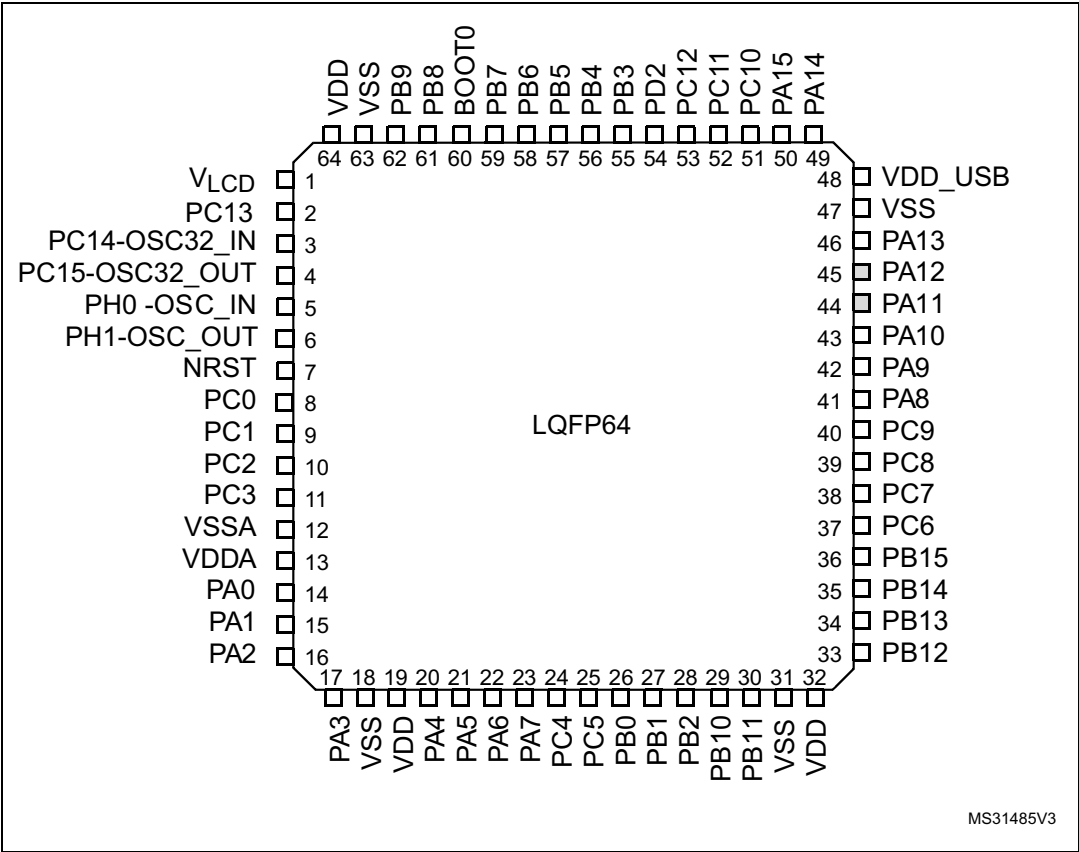 VDD
VSS
PB9
PB8
BOOT0
PB7
PB6
PB5
PB4
PB3
PD2
PC12
PC11
PC10
PA15
PA14
64 63 62 61 60 59 58 57 56 55 54 53 52 51 50 49
VLCD 1
PC13 2
PC14-OSC32_IN 3
PC15-OSC32_OUT 4
PH0 -OSC_IN 5
PH1-OSC_OUT 6
NRST 7
PC0 8
PC1 9
PC2 10
PC3 11
VSSA 12
VDDA 13
PA0 14
PA1 15
PA2 16
LQFP64
48 VDD_USB
47 VSS
46 PA13
45 PA12
44 PA11
43 PA10
42 PA9
41 PA8
40 PC9
39 PC8
38 PC7
37 PC6
36 PB15
35 PB14
34 PB13
33 PB12
17 18 19 20 21 22 23 24 25 26 27 28 29 30 31 32
PA3
VSS
VDD
PA4
PA5
PA6
PA7
PC4
PC5
PB0
PB1
PB2
PB10
PB11
VSS
VDD
MS31485V3